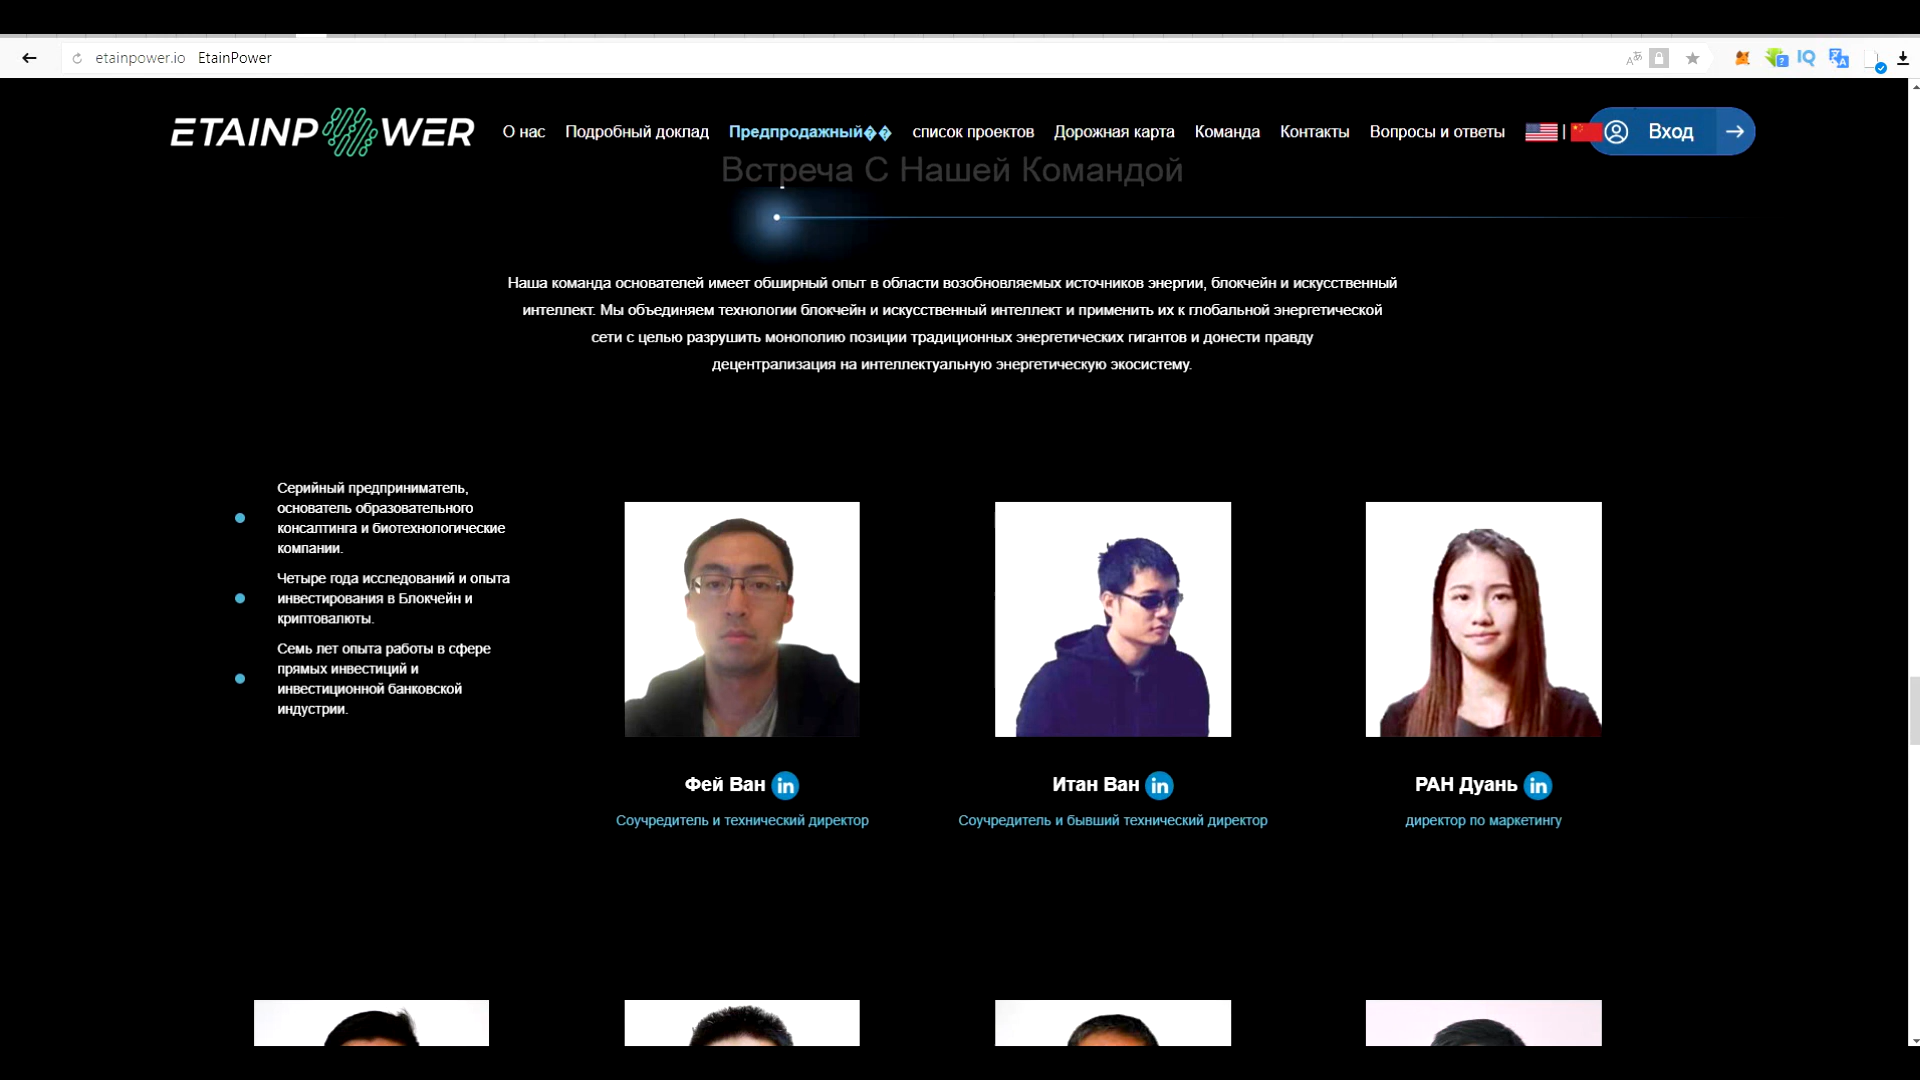 etainpower.io EtainPower
ETAINPOWER
О нас Подробный доклад Предпродажный�� список проектов Дорожная карта Команда Контакты Вопросы и ответы | Вход
Встреча С Нашей Командой
Наша команда основателей имеет обширный опыт в области возобновляемых источников энергии, блокчейн и искусственный
интеллект. Мы объединяем технологии блокчейн и искусственный интеллект и применить их к глобальной энергетической
сети с целью разрушить монополию позиции традиционных энергетических гигантов и донести правду
децентрализация на интеллектуальную энергетическую экосистему.
Серийный предприниматель,
основатель образовательного
консалтинга и биотехнологические
компании.
Четыре года исследований и опыта
инвестирования в Блокчейн и
криптовалюты.
Семь лет опыта работы в сфере
прямых инвестиций и
инвестиционной банковской
индустрии.
Фей Ван in
Соучредитель и технический директор
Итан Ван in
Соучредитель и бывший технический директор
РАН Дуань in
директор по маркетингу